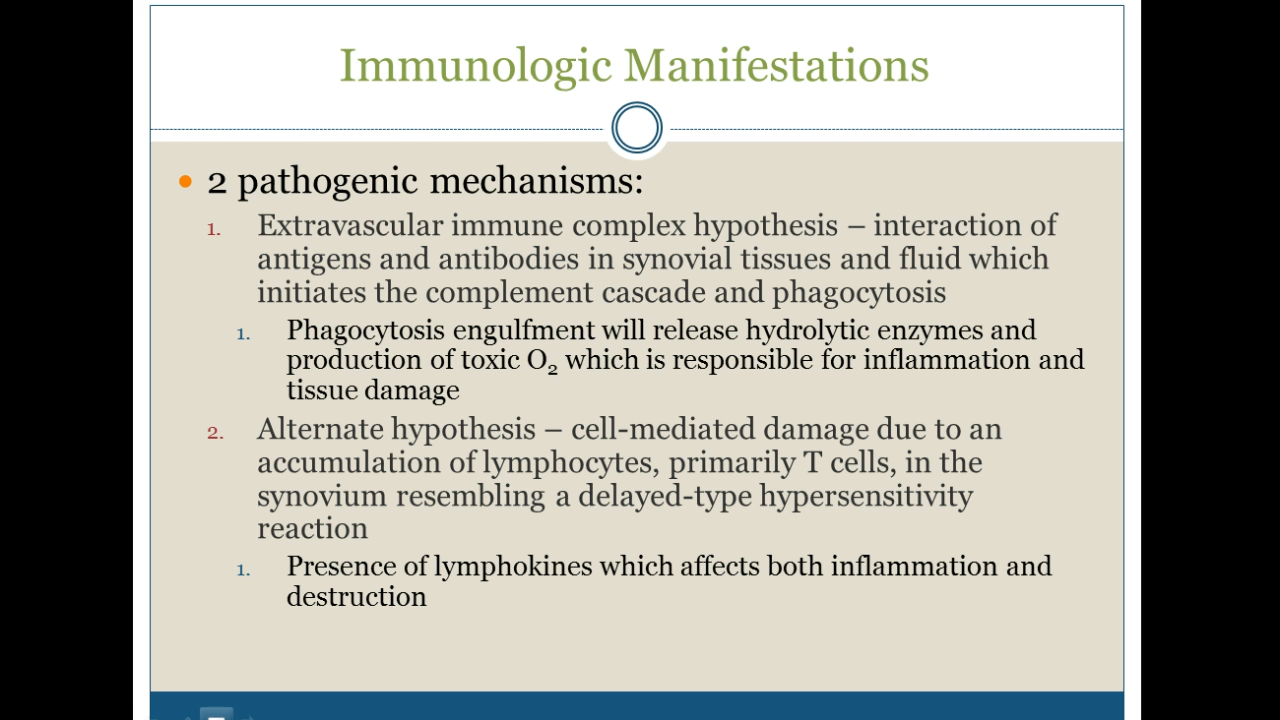 Immunologic Manifestations
• 2 pathogenic mechanisms:
1. Extravascular immune complex hypothesis – interaction of
antigens and antibodies in synovial tissues and fluid which
initiates the complement cascade and phagocytosis
1. Phagocytosis engulfment will release hydrolytic enzymes and
production of toxic O₂ which is responsible for inflammation and
tissue damage
2. Alternate hypothesis – cell-mediated damage due to an
accumulation of lymphocytes, primarily T cells, in the
synovium resembling a delayed-type hypersensitivity
reaction
1. Presence of lymphokines which affects both inflammation and
destruction